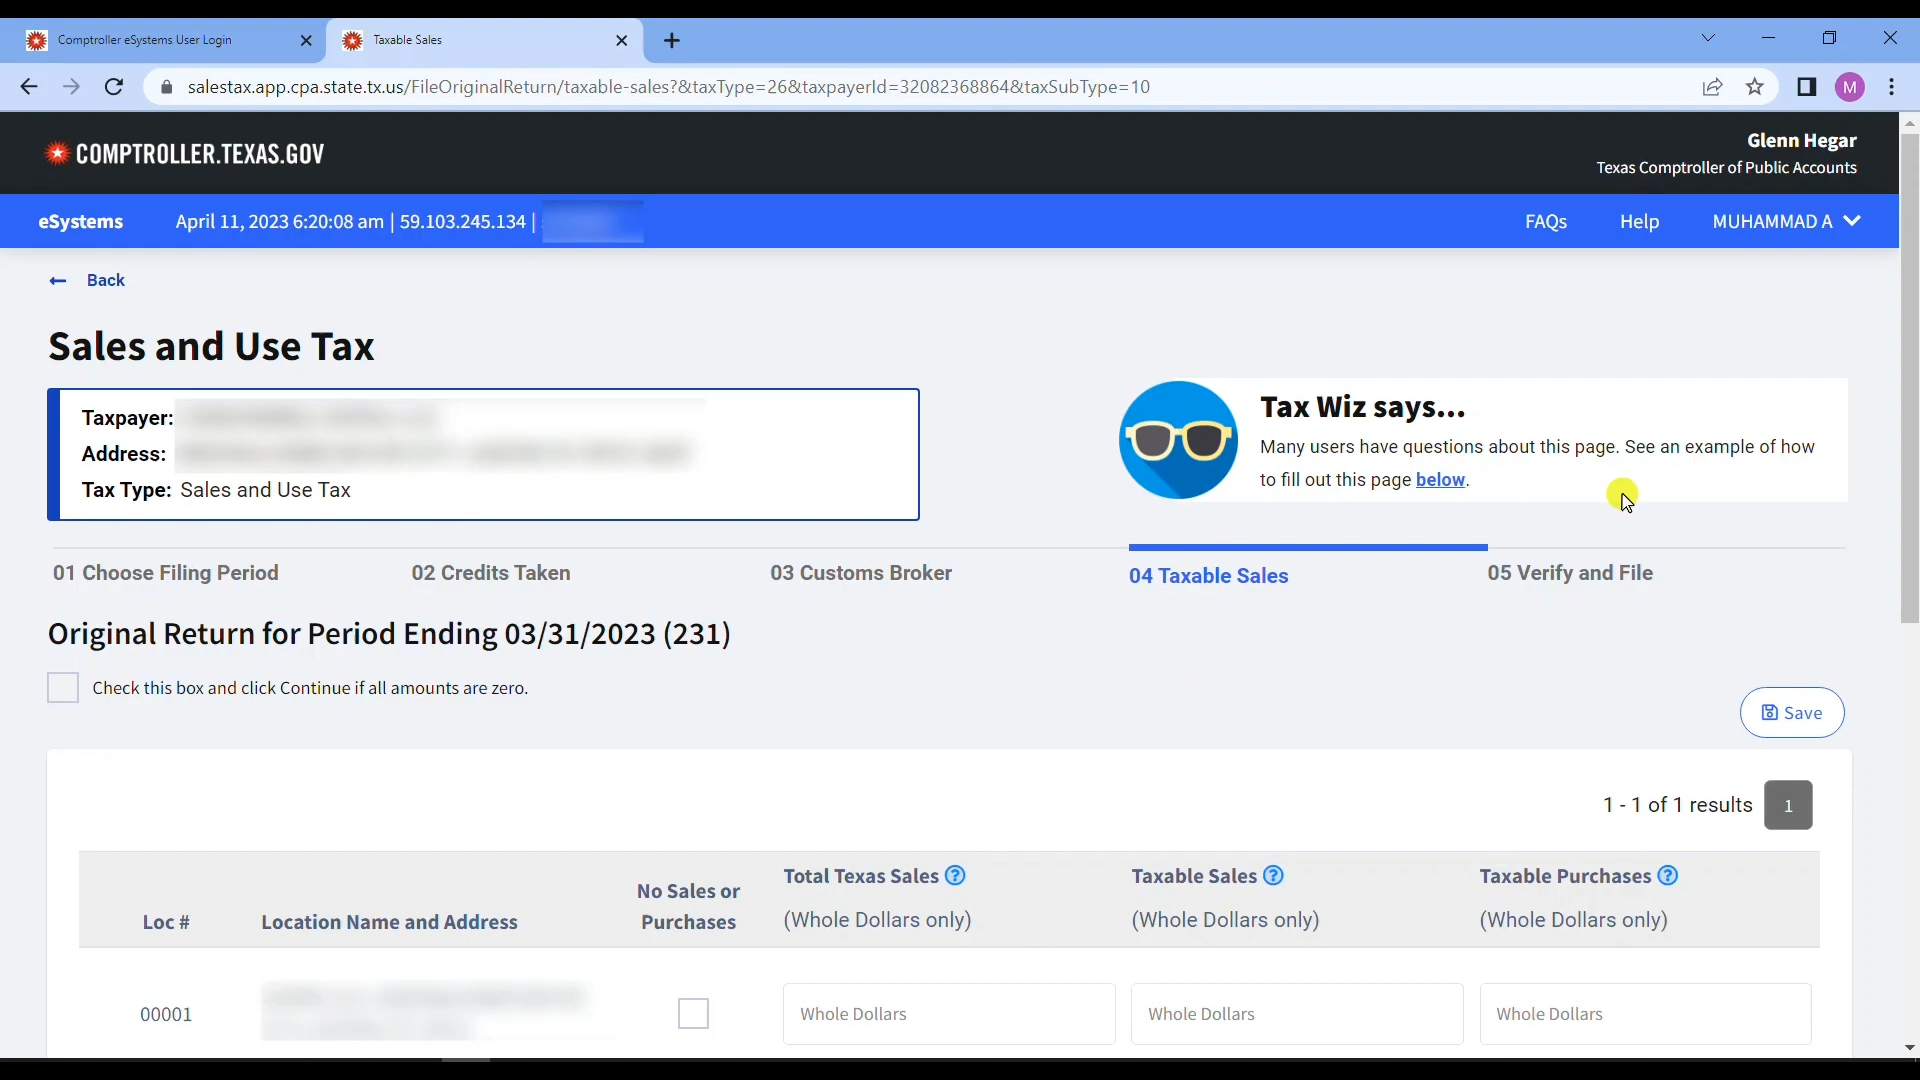 Comptroller eSystems User Login
Taxable Sales
salestax.app.cpa.state.tx.us/FileOriginalReturn/taxable-sales?&taxType=26&taxpayerId=32082368864&taxSubType=10
M
COMPTROLLER.TEXAS.GOV
Glenn Hegar
Texas Comptroller of Public Accounts
eSystems April 11, 2023 6:20:08 am | 59.103.245.134 |
FAQs Help MUHAMMAD A
Back
Sales and Use Tax
Taxpayer:
Address:
Tax Type: Sales and Use Tax
Tax Wiz says...
Many users have questions about this page. See an example of how
to fill out this page below.
01 Choose Filing Period 02 Credits Taken 03 Customs Broker 04 Taxable Sales 05 Verify and File
Original Return for Period Ending 03/31/2023 (231)
Check this box and click Continue if all amounts are zero.
Save
1 - 1 of 1 results 1
Loc #
Location Name and Address
No Sales or
Purchases
Total Texas Sales ?
(Whole Dollars only)
Taxable Sales ?
(Whole Dollars only)
Taxable Purchases ?
(Whole Dollars only)
00001
Whole Dollars Whole Dollars Whole Dollars